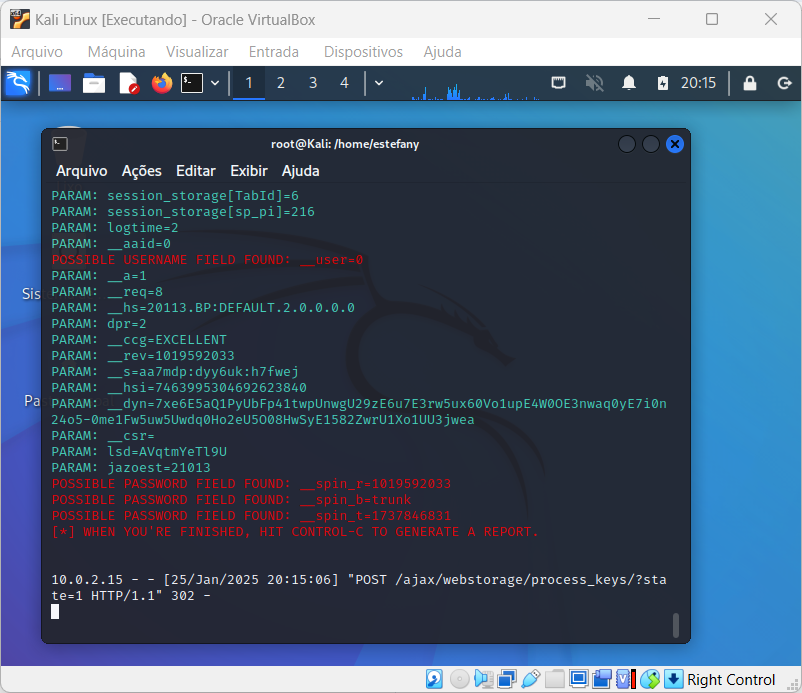 Kali Linux [Executando] - Oracle VirtualBox
Arquivo Máquina Visualizar Entrada Dispositivos Ajuda
1 2 3 4 20:15
root@Kali: /home/estefany
Arquivo Ações Editar Exibir Ajuda
PARAM: session_storage[TabId]=6
PARAM: session_storage[sp_pi]=216
PARAM: logtime=2
PARAM: __aaid=0
POSSIBLE USERNAME FIELD FOUND: __user=0
PARAM: __a=1
PARAM: __req=8
PARAM: __hs=20113.BP:DEFAULT.2.0.0.0.0
PARAM: dpr=2
PARAM: __ccg=EXCELLENT
PARAM: __rev=1019592033
PARAM: __s=aa7mdp:dyy6uk:h7fwej
PARAM: __hsi=7463995304692623840
PARAM: __dyn=7xe6E5aQ1PyUbFp41twpUnwgU29zE6u7E3rw5ux60Vo1upE4W0OE3nwaq0yE7i0n
24o5-0me1Fw5uw5Uwdq0Ho2eU5O08HwSyE1582ZwrU1Xo1UU3jwea
PARAM: __csr=
PARAM: lsd=AVqtmYeTl9U
PARAM: jazoest=21013
POSSIBLE PASSWORD FIELD FOUND: __spin_r=1019592033
POSSIBLE PASSWORD FIELD FOUND: __spin_b=trunk
POSSIBLE PASSWORD FIELD FOUND: __spin_t=1737846831
[*] WHEN YOU'RE FINISHED, HIT CONTROL-C TO GENERATE A REPORT.
10.0.2.15 - - [25/Jan/2025 20:15:06] "POST /ajax/webstorage/process_keys/?sta
te=1 HTTP/1.1" 302 -
Sis
Pa
Right Control